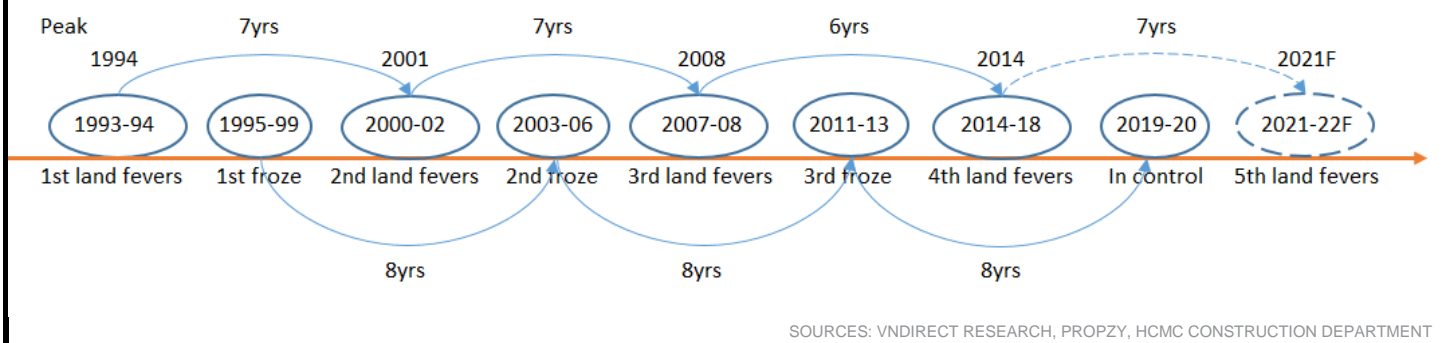 Peak 7yrs 7yrs 6yrs 7yrs
1994 2001 2008 2014 2021F
1993-94 1995-99 2000-02 2003-06 2007-08 2011-13 2014-18 2019-20 2021-22F
1st land fevers 1st froze 2nd land fevers 2nd froze 3rd land fevers 3rd froze 4th land fevers In control 5th land fevers
8yrs 8yrs 8yrs
SOURCES: VNDIRECT RESEARCH, PROPZY, HCMC CONSTRUCTION DEPARTMENT